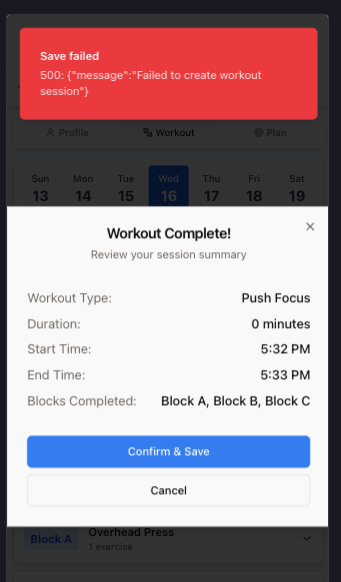 Save failed
500: {"message":"Failed to create workout
session"}
Profile
Workout
Plan
Sun Mon Tue Wed Thu Fri Sat
13 14 15 16 17 18 19
Workout Complete!
Review your session summary
Workout Type: Push Focus
Duration: 0 minutes
Start Time: 5:32 PM
End Time: 5:33 PM
Blocks Completed: Block A, Block B, Block C
Confirm & Save
Cancel
Block A
Overhead Press
1 exercise